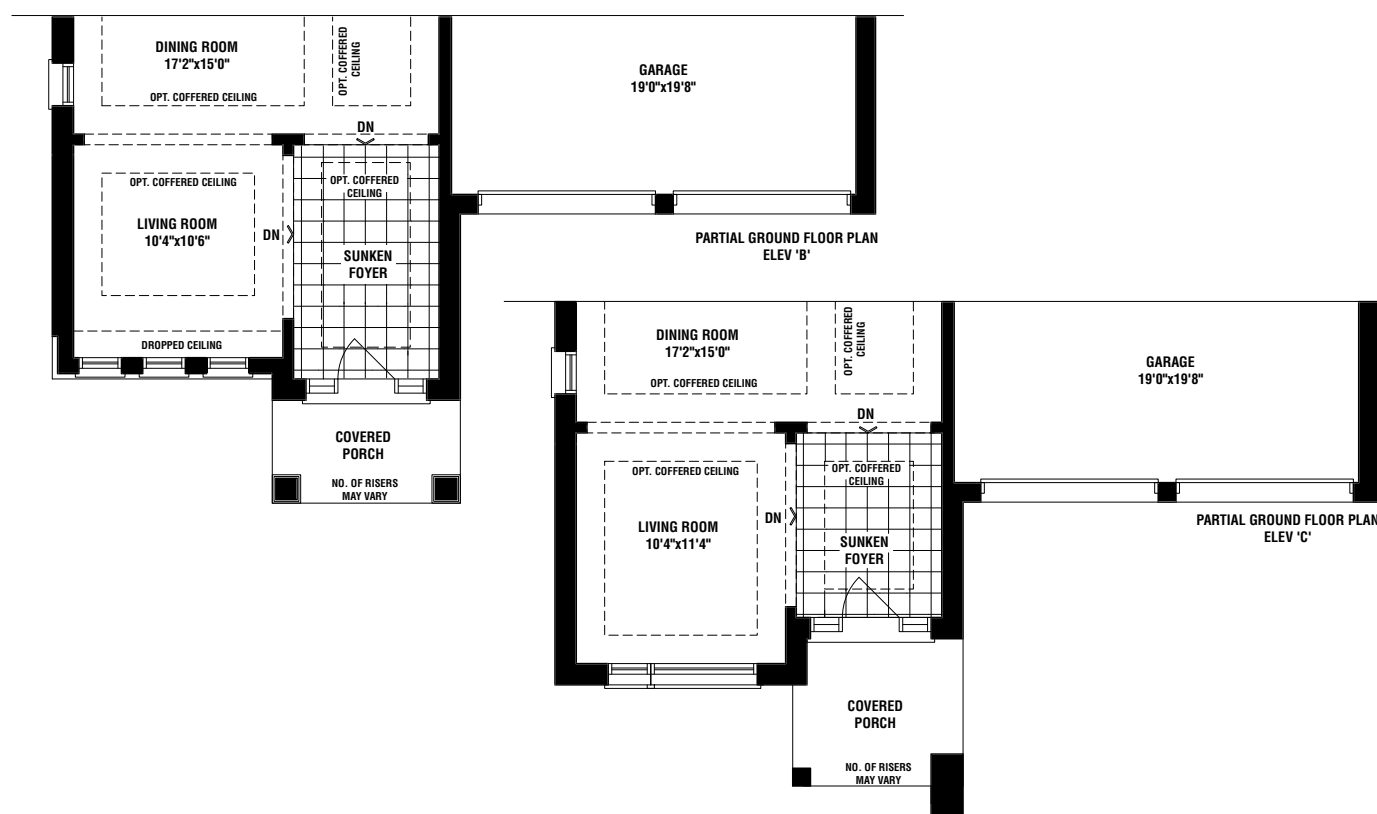 DINING ROOM
17'2"x15'0"
OPT. COFFERED CEILING
OPT. COFFERED
CEILING
GARAGE
19'0"x19'8"
DN
OPT. COFFERED CEILING
LIVING ROOM
10'4"x10'6"
DN
OPT. COFFERED
CEILING
SUNKEN
FOYER
DROPPED CEILING
COVERED
PORCH
NO. OF RISERS
MAY VARY
PARTIAL GROUND FLOOR PLAN
ELEV 'B'
DINING ROOM
17'2"x15'0"
OPT. COFFERED CEILING
OPT. COFFERED
CEILING
GARAGE
19'0"x19'8"
DN
OPT. COFFERED CEILING
LIVING ROOM
10'4"x11'4"
DN
OPT. COFFERED
CEILING
SUNKEN
FOYER
COVERED
PORCH
NO. OF RISERS
MAY VARY
PARTIAL GROUND FLOOR PLAN
ELEV 'C'